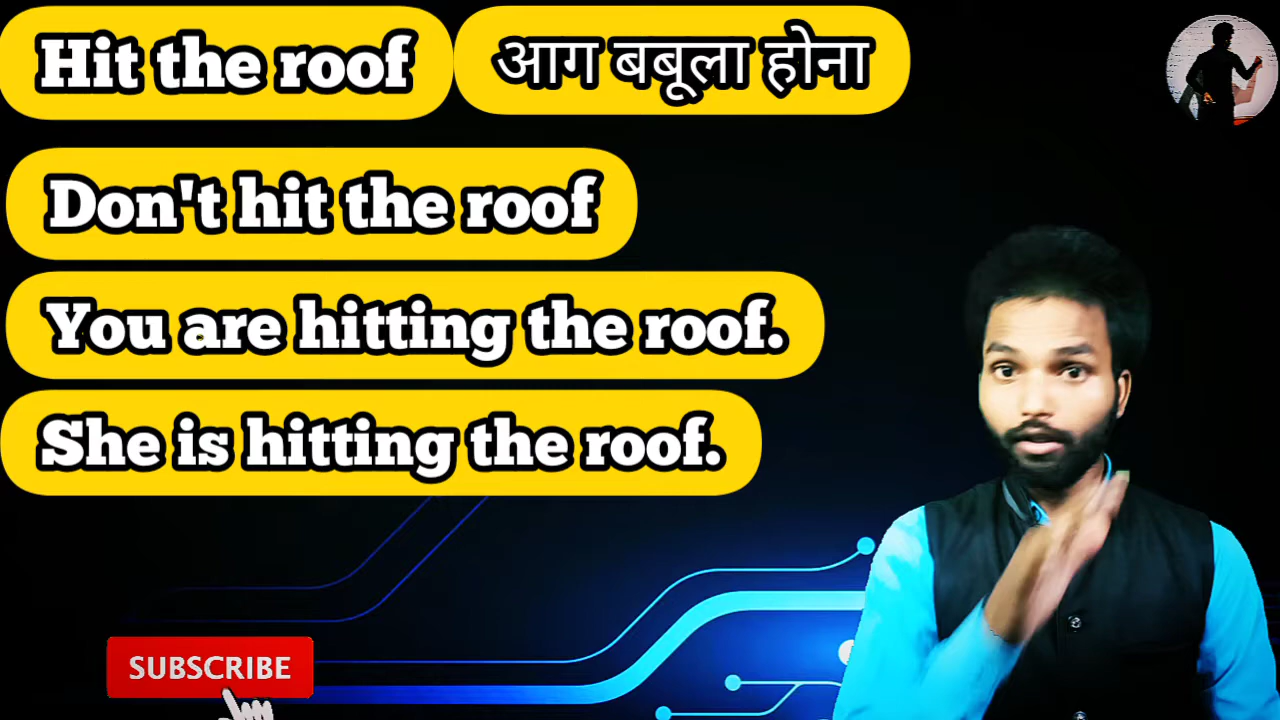 Hit the roof
आग बबूला होना
Don't hit the roof
You are hitting the roof.
She is hitting the roof.
SUBSCRIBE